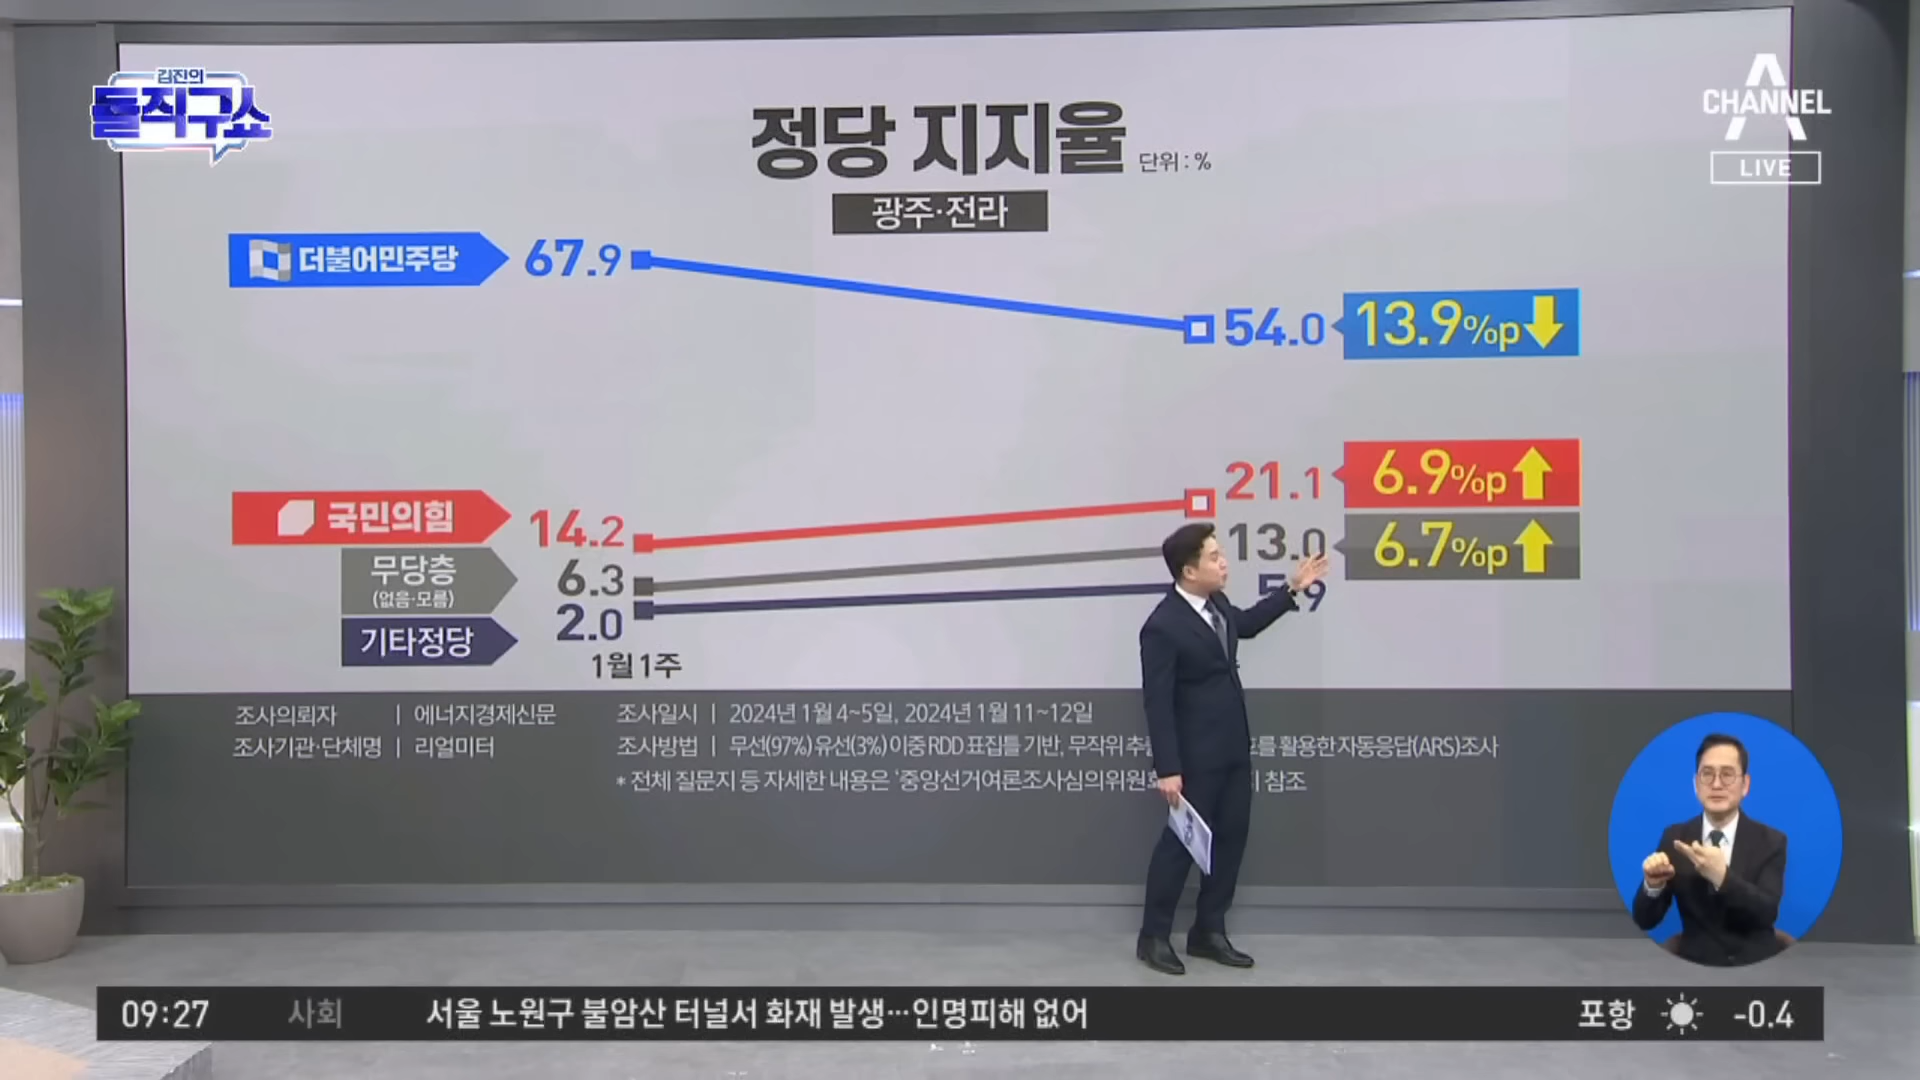 김진의
돌직구쇼
CHANNEL A
LIVE
정당 지지율 단위 : %
광주·전라
더불어민주당 67.9
54.0 13.9%p
국민의힘 14.2
21.1 6.9%p
무당층
(없음·모름)
6.3
13.0 6.7%p
기타정당 2.0
5.9
1월 1주
조사의뢰자 | 에너지경제신문
조사기관·단체명 | 리얼미터
조사일시 | 2024년 1월 4~5일, 2024년 1월 11~12일
조사방법 | 무선(97%) 유선(3%) 이중 RDD 표집틀 기반, 무작위 추 를 활용한 자동응답(ARS)조사
* 전체 질문지 등 자세한 내용은 '중앙선거여론조사심의위원회 참조
09:27 사회 서울 노원구 불암산 터널서 화재 발생…인명피해 없어 포항 -0.4